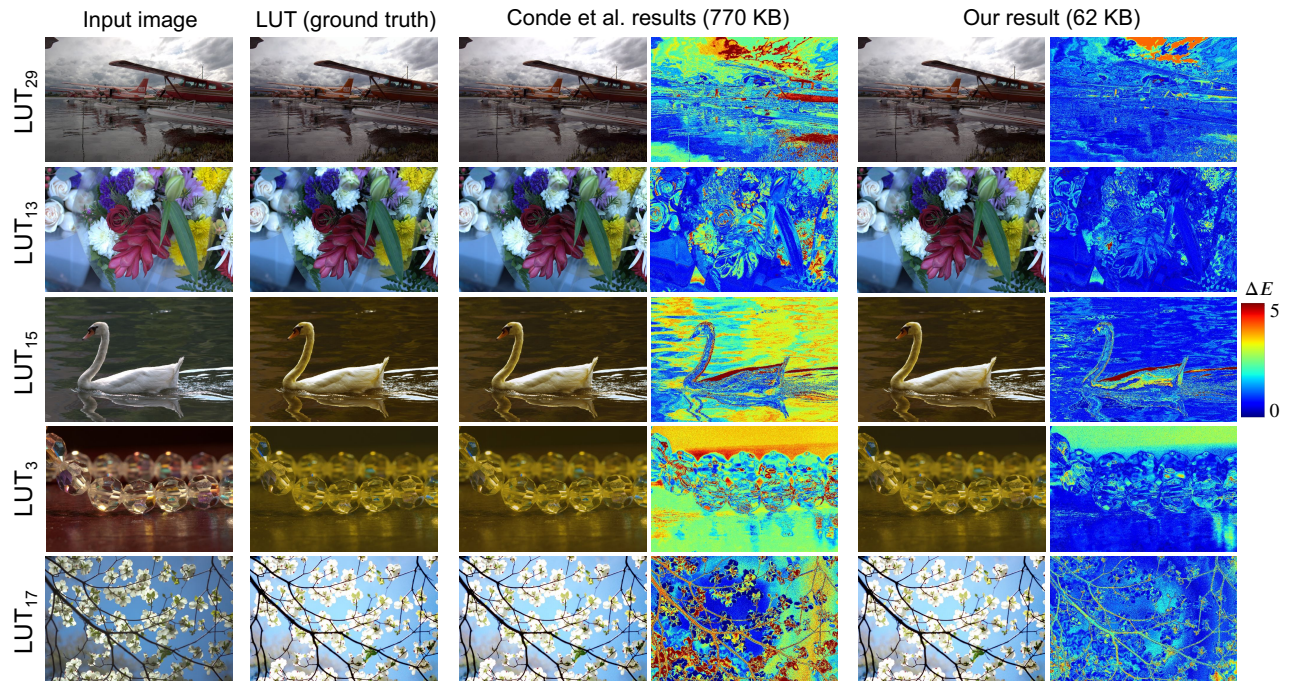 Input image
LUT (ground truth)
Conde et al. results (770 KB)
Our result (62 KB)
LUT29
LUT13
LUT15
ΔE
5
0
LUT3
LUT17